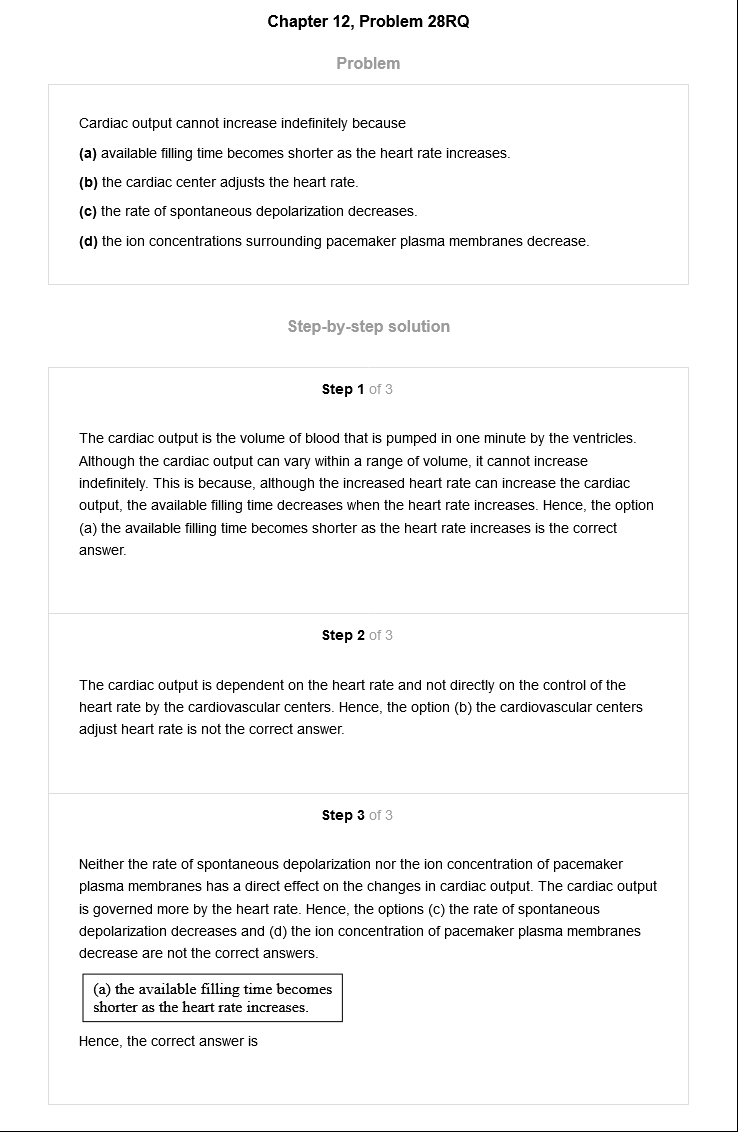 Chapter 12, Problem 28RQ
Problem
Cardiac output cannot increase indefinitely because
(a) available filling time becomes shorter as the heart rate increases.
(b) the cardiac center adjusts the heart rate.
(c) the rate of spontaneous depolarization decreases.
(d) the ion concentrations surrounding pacemaker plasma membranes decrease.
Step-by-step solution
Step 1 of 3
The cardiac output is the volume of blood that is pumped in one minute by the ventricles.
Although the cardiac output can vary within a range of volume, it cannot increase
indefinitely. This is because, although the increased heart rate can increase the cardiac
output, the available filling time decreases when the heart rate increases. Hence, the option
(a) the available filling time becomes shorter as the heart rate increases is the correct
answer.
Step 2 of 3
The cardiac output is dependent on the heart rate and not directly on the control of the
heart rate by the cardiovascular centers. Hence, the option (b) the cardiovascular centers
adjust heart rate is not the correct answer.
Step 3 of 3
Neither the rate of spontaneous depolarization nor the ion concentration of pacemaker
plasma membranes has a direct effect on the changes in cardiac output. The cardiac output
is governed more by the heart rate. Hence, the options (c) the rate of spontaneous
depolarization decreases and (d) the ion concentration of pacemaker plasma membranes
decrease are not the correct answers.
(a) the available filling time becomes
shorter as the heart rate increases.
Hence, the correct answer is